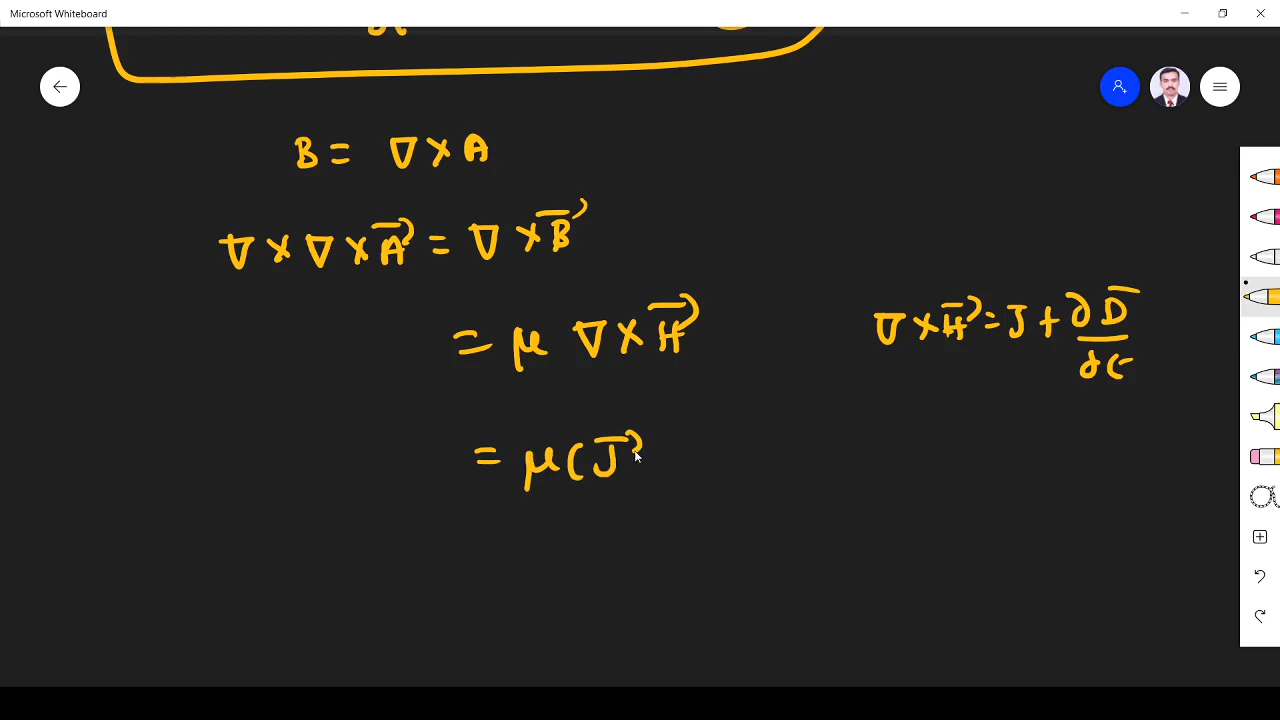 Microsoft Whiteboard
B = ∇ × A
∇ × ∇ × A⃗ = ∇ × B⃗
= μ ∇ × H⃗
∇ × H⃗ = J + ∂D̅/∂t
= μ(J⃗